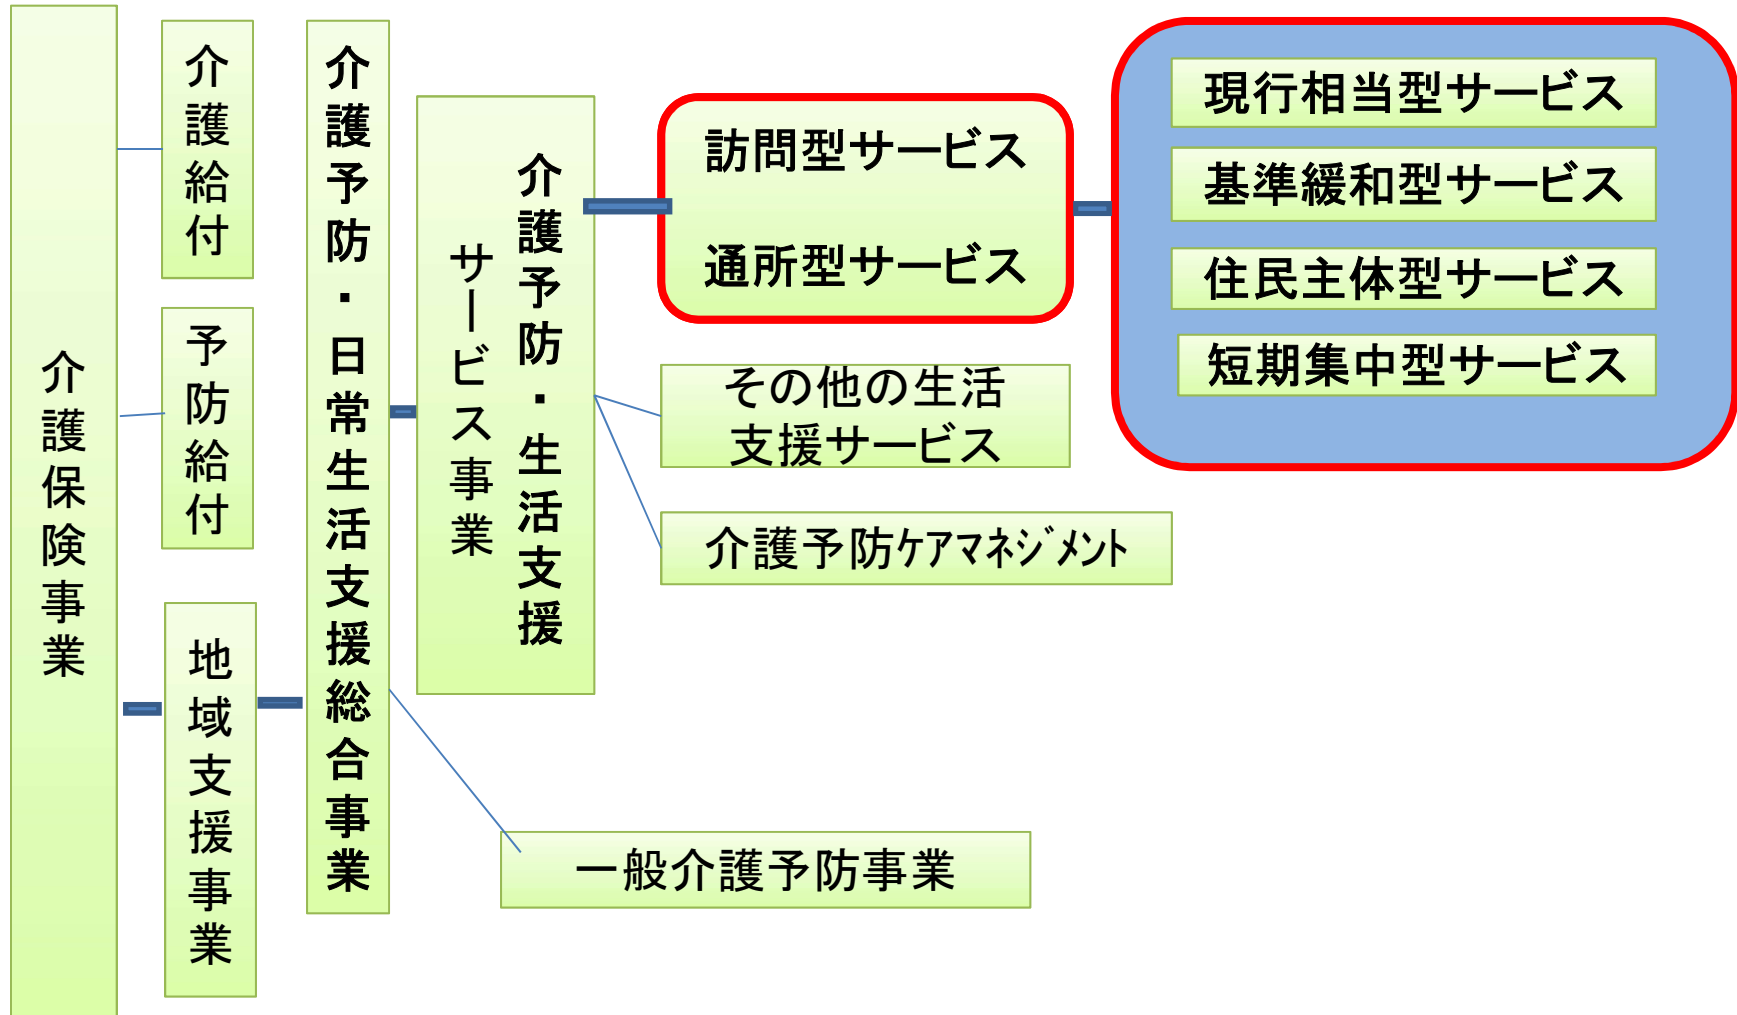 介護保険事業
介護給付
予防給付
地域支援事業
介護予防・日常生活支援総合事業
介護予防・生活支援
サービス事業
訪問型サービス
通所型サービス
その他の生活
支援サービス
介護予防ｹｱﾏﾈｼﾞﾒﾝﾄ
一般介護予防事業
現行相当型サービス
基準緩和型サービス
住民主体型サービス
短期集中型サービス